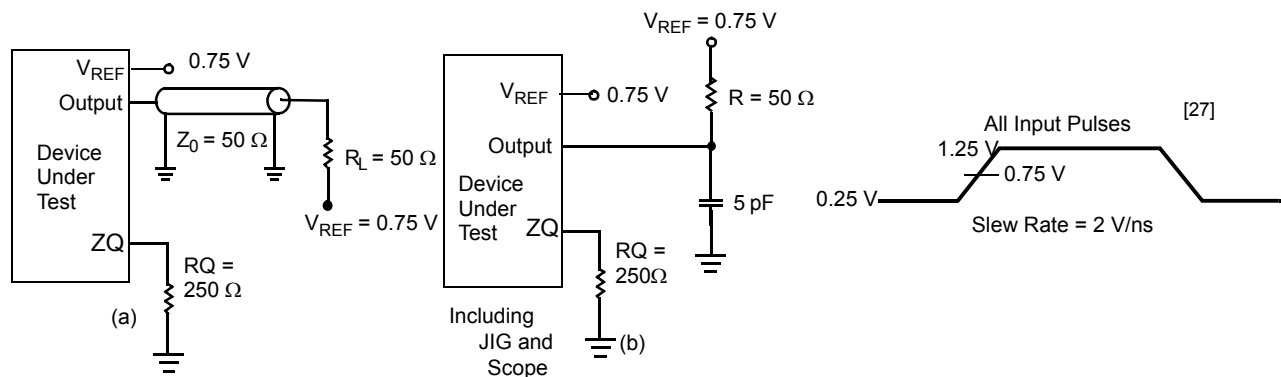 V_REF
0.75 V
Output
Z_0 = 50 Ω
Device
Under
Test
R_L = 50 Ω
V_REF = 0.75 V
ZQ
RQ =
250 Ω
(a)
V_REF = 0.75 V
V_REF
0.75 V
R = 50 Ω
Output
Device
Under
Test
5 pF
ZQ
RQ =
250Ω
Including
JIG and
Scope
(b)
[27]
All Input Pulses
1.25 V
0.75 V
0.25 V
Slew Rate = 2 V/ns